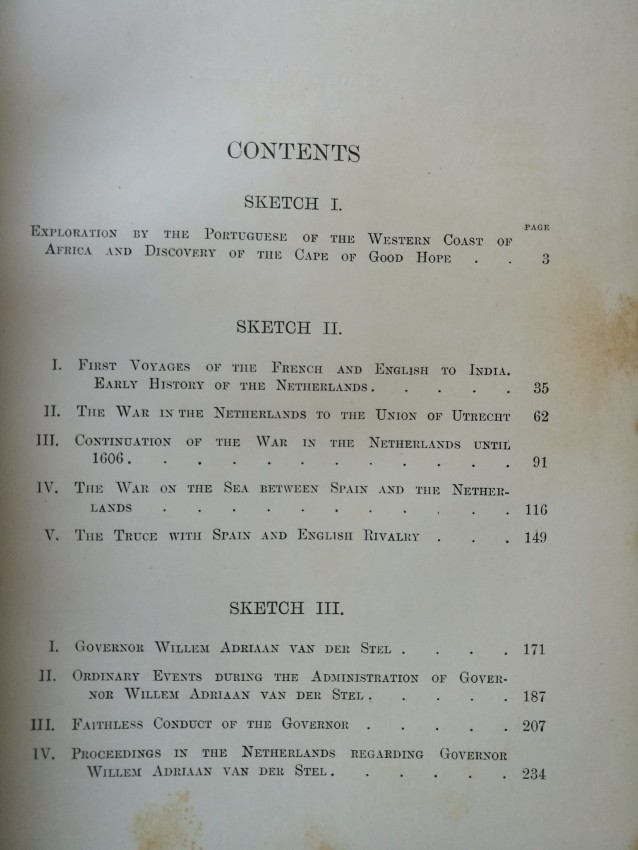 CONTENTS
SKETCH I.
PAGE
EXPLORATION BY THE PORTUGUESE OF THE WESTERN COAST OF
AFRICA AND DISCOVERY OF THE CAPE OF GOOD HOPE . . 3
SKETCH II.
I. FIRST VOYAGES OF THE FRENCH AND ENGLISH TO INDIA.
EARLY HISTORY OF THE NETHERLANDS . . . . . 35
II. THE WAR IN THE NETHERLANDS TO THE UNION OF UTRECHT 62
III. CONTINUATION OF THE WAR IN THE NETHERLANDS UNTIL
1606 . . . . . . . . . . . . 91
IV. THE WAR ON THE SEA BETWEEN SPAIN AND THE NETHER-
LANDS . . . . . . . . . . . 116
V. THE TRUCE WITH SPAIN AND ENGLISH RIVALRY . . . 149
SKETCH III.
I. GOVERNOR WILLEM ADRIAAN VAN DER STEL . . . . 171
II. ORDINARY EVENTS DURING THE ADMINISTRATION OF GOVER-
NOR WILLEM ADRIAAN VAN DER STEL . . . . . 187
III. FAITHLESS CONDUCT OF THE GOVERNOR . . . . . 207
IV. PROCEEDINGS IN THE NETHERLANDS REGARDING GOVERNOR
WILLEM ADRIAAN VAN DER STEL . . . . . . 234